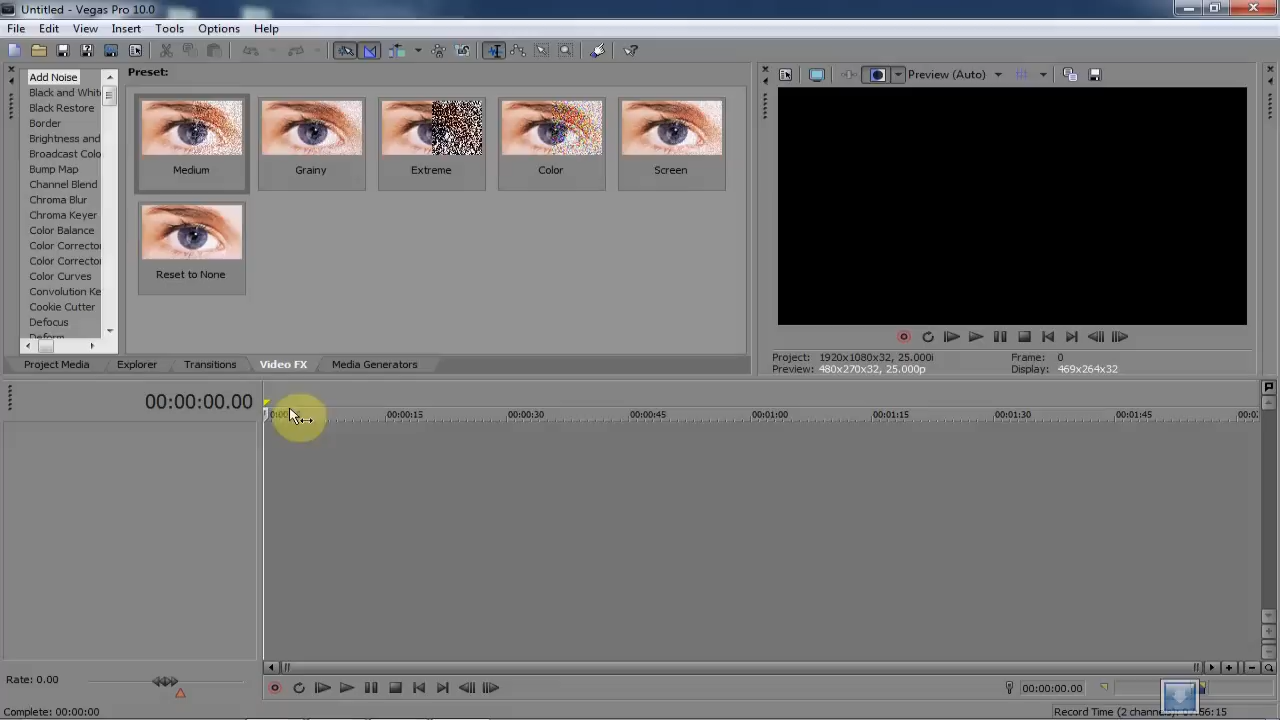 Untitled - Vegas Pro 10.0
File Edit View Insert Tools Options Help
Add Noise
Black and White
Black Restore
Border
Brightness and
Broadcast Colo
Bump Map
Channel Blend
Chroma Blur
Chroma Keyer
Color Balance
Color Corrector
Color Corrector
Color Curves
Convolution Ke
Cookie Cutter
Defocus
Deform
Preset:
Medium Grainy Extreme Color Screen
Reset to None
Preview (Auto)
Project: 1920x1080x32, 25.000i Frame: 0
Preview: 480x270x32, 25.000p Display: 469x264x32
Project Media Explorer Transitions Video FX Media Generators
00:00:00.00
00:00:15 00:00:30 00:00:45 00:01:00 00:01:15 00:01:30 00:01:45
Rate: 0.00
00:00:00.00
Complete: 00:00:00
Record Time (2 channels):